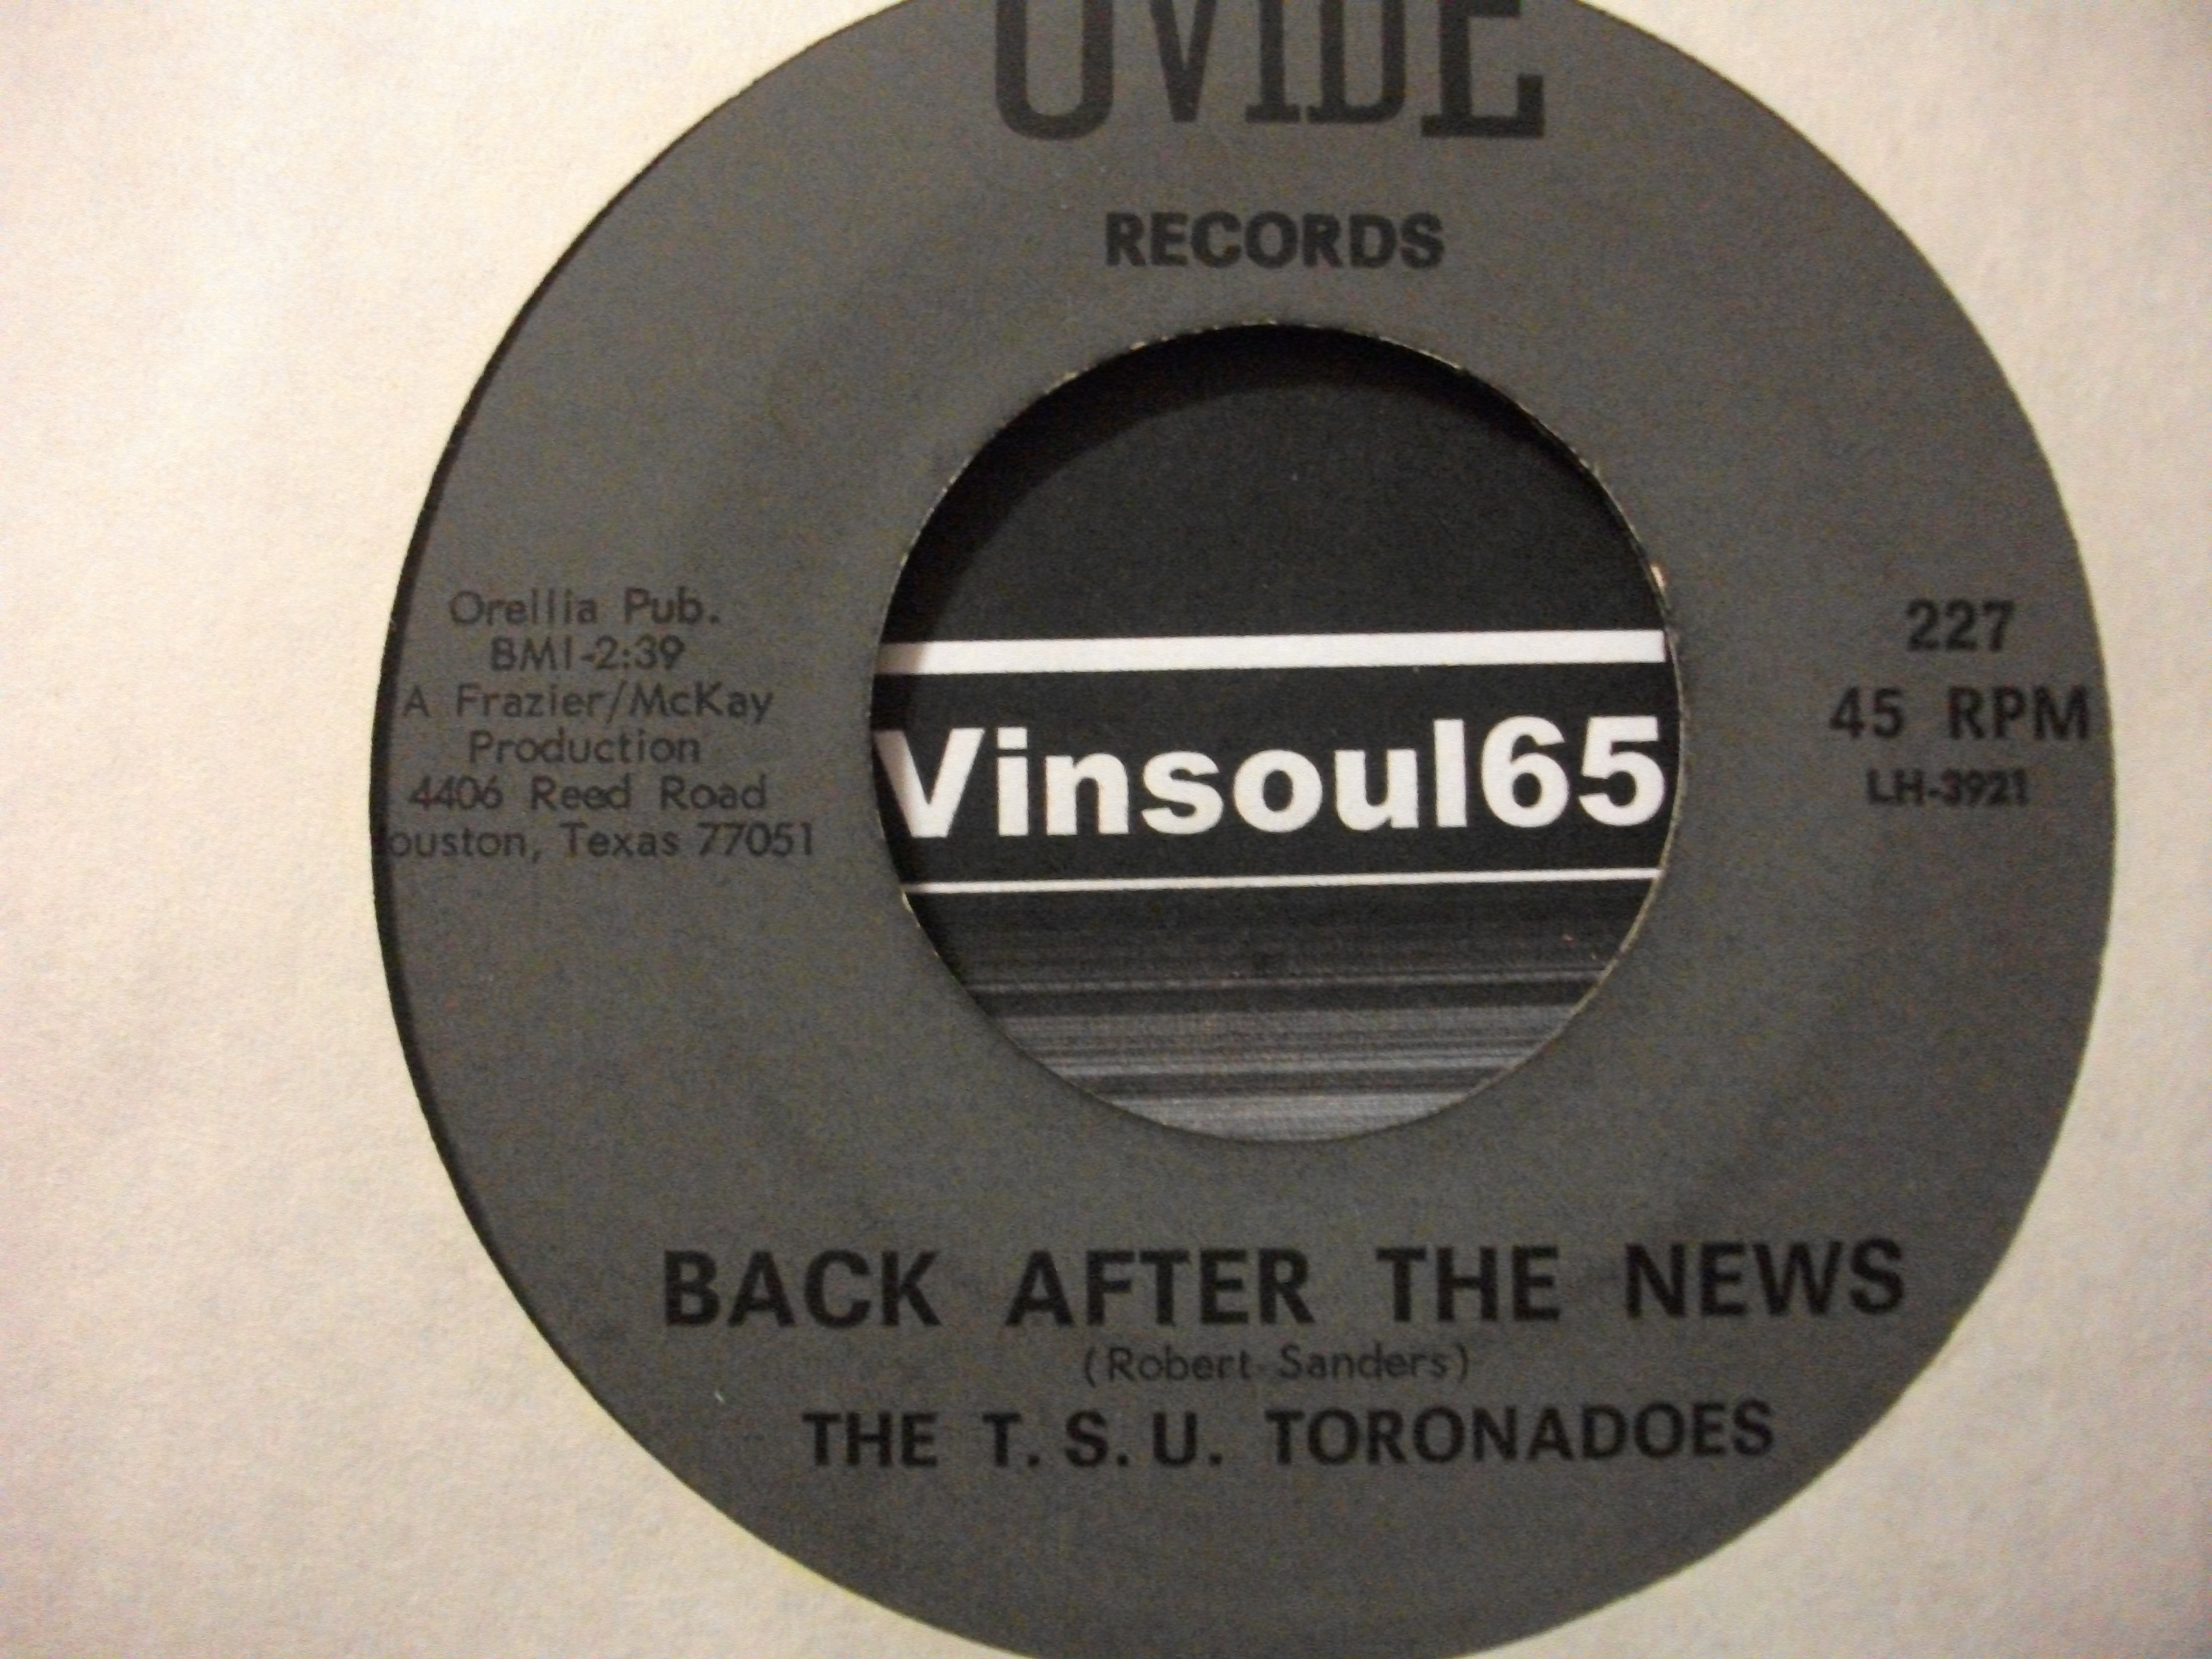 OVIDE
RECORDS
Orellia Pub.
BMI-2:39
A Frazier/McKay
Production
4406 Reed Road
ouston, Texas 77051
Vinsoul65
227
45 RPM
LH-3921
BACK AFTER THE NEWS
(Robert Sanders)
THE T. S. U. TORONADOES